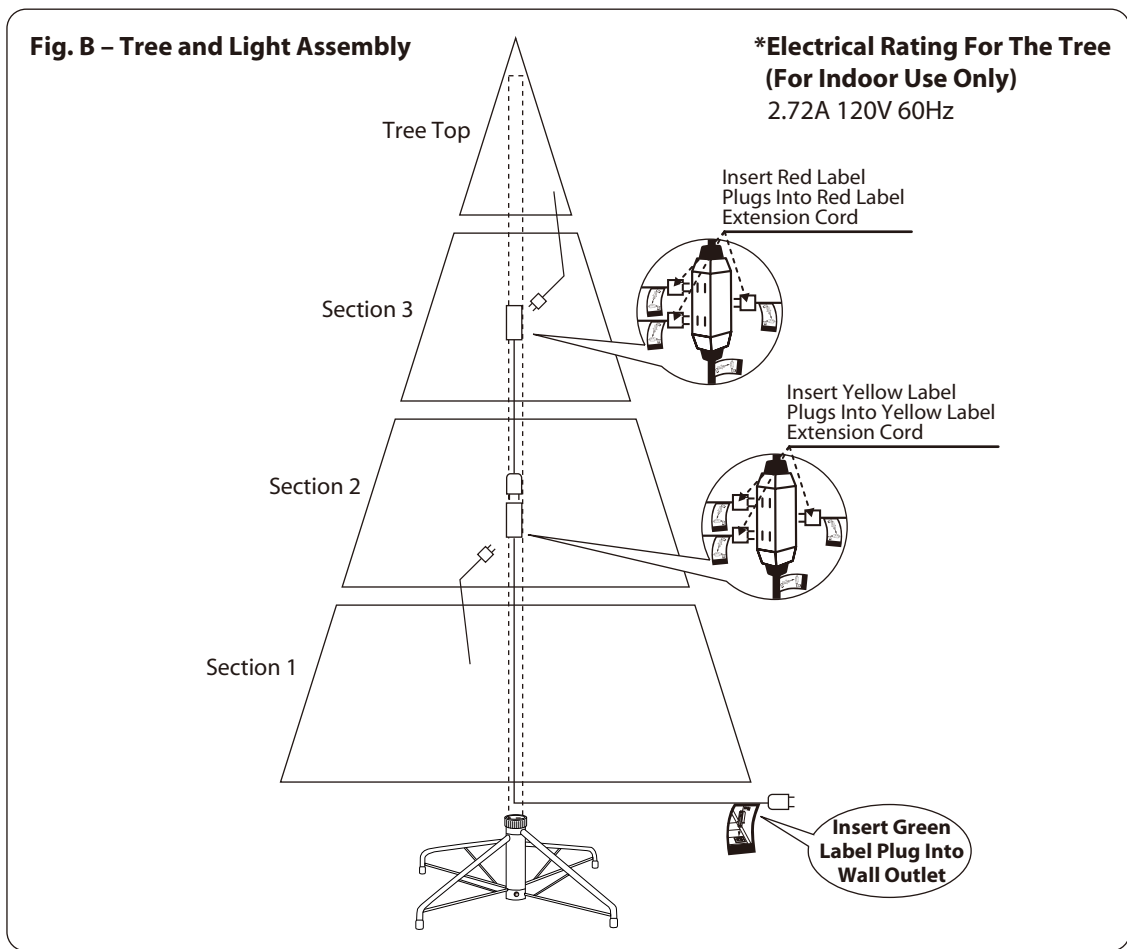 Fig. B – Tree and Light Assembly
*Electrical Rating For The Tree
(For Indoor Use Only)
2.72A 120V 60Hz
Tree Top
Insert Red Label
Plugs Into Red Label
Extension Cord
Section 3
Insert Yellow Label
Plugs Into Yellow Label
Extension Cord
Section 2
Section 1
Insert Green
Label Plug Into
Wall Outlet